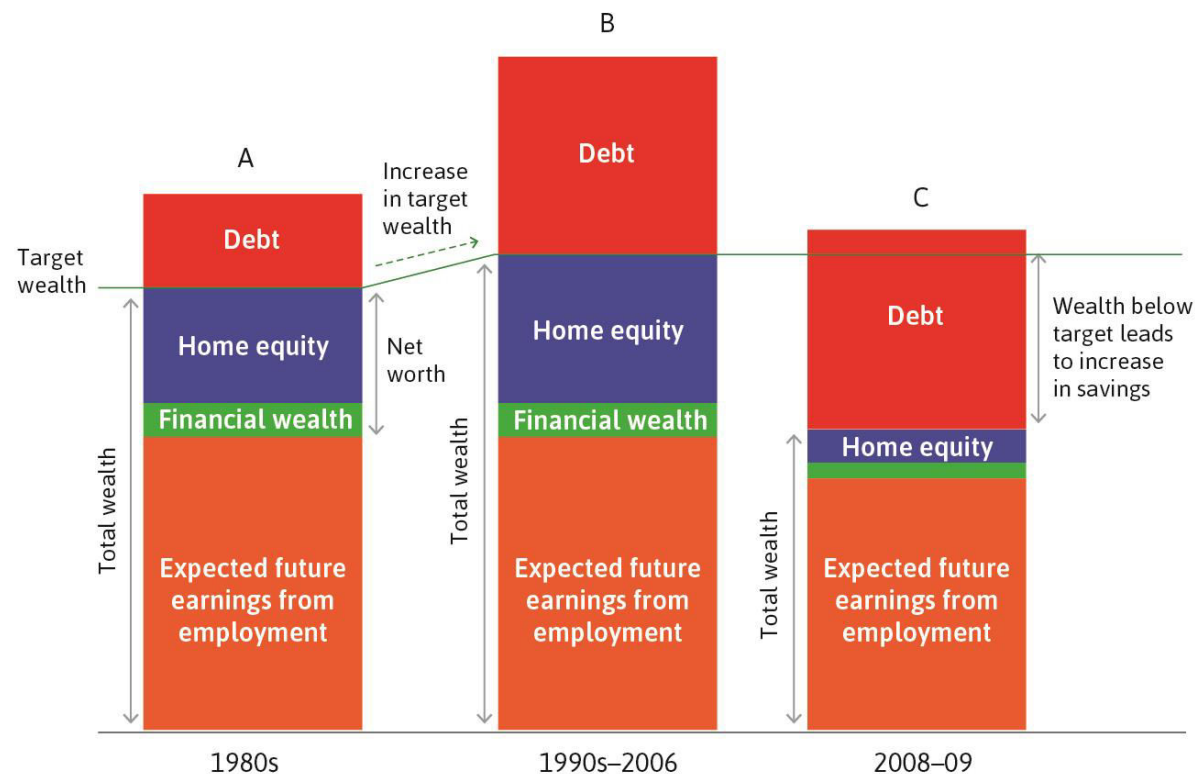 B
A
C
Debt
Increase
in target
wealth
Debt
Target
wealth
Debt
Wealth below
target leads
to increase
in savings
Home equity
Net
worth
Home equity
Financial wealth
Financial wealth
Home equity
Total wealth
Total wealth
Total wealth
Expected future
earnings from
employment
Expected future
earnings from
employment
Expected future
earnings from
employment
1980s
1990s–2006
2008–09